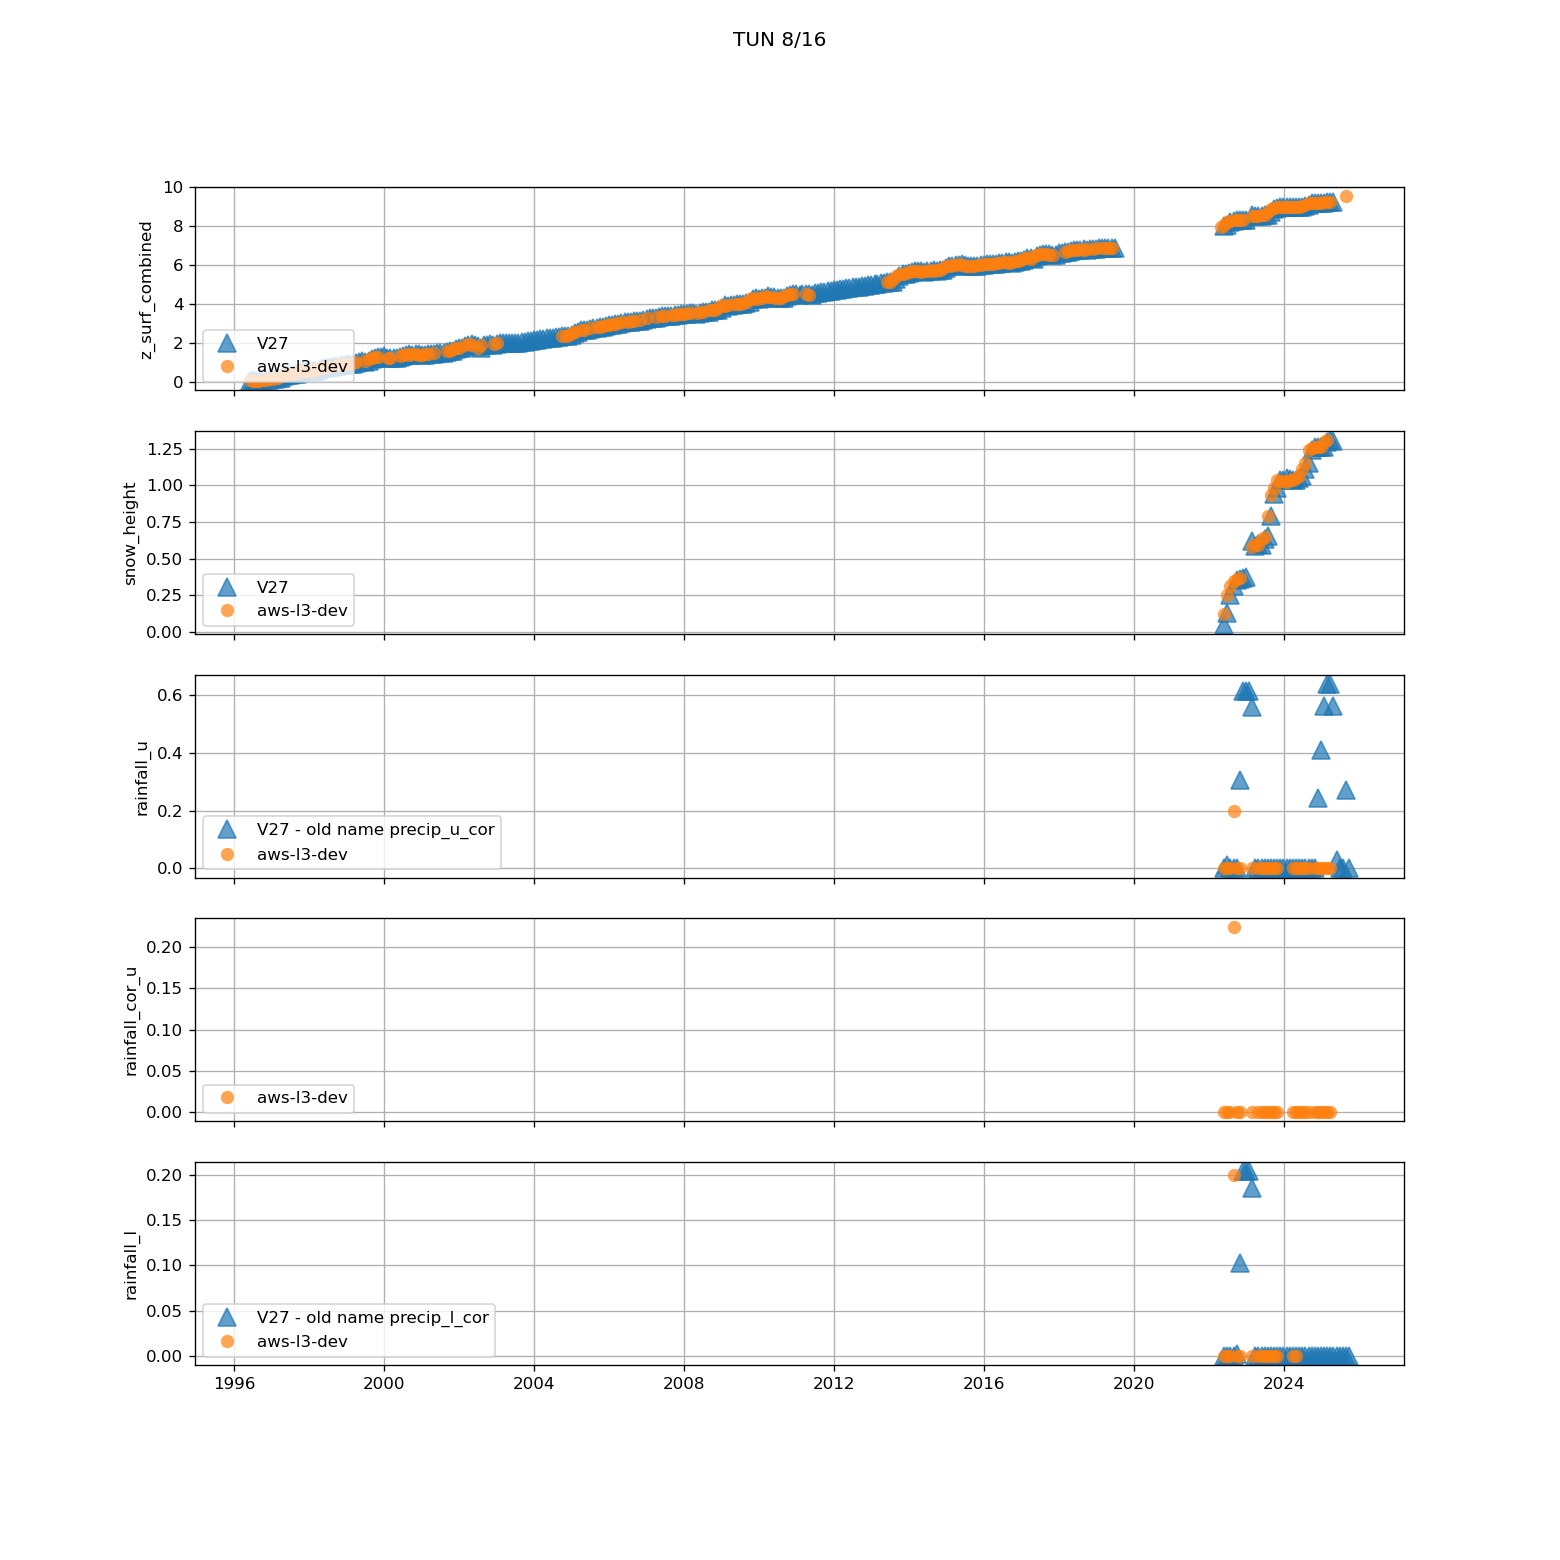 TUN 8/16
z_surf_combined
10
8
6
4
2
0
V27
aws-l3-dev
snow_height
1.25
1.00
0.75
0.50
0.25
0.00
V27
aws-l3-dev
rainfall_u
0.6
0.4
0.2
0.0
V27 - old name precip_u_cor
aws-l3-dev
rainfall_cor_u
0.20
0.15
0.10
0.05
0.00
aws-l3-dev
rainfall_l
0.20
0.15
0.10
0.05
0.00
V27 - old name precip_l_cor
aws-l3-dev
1996 2000 2004 2008 2012 2016 2020 2024